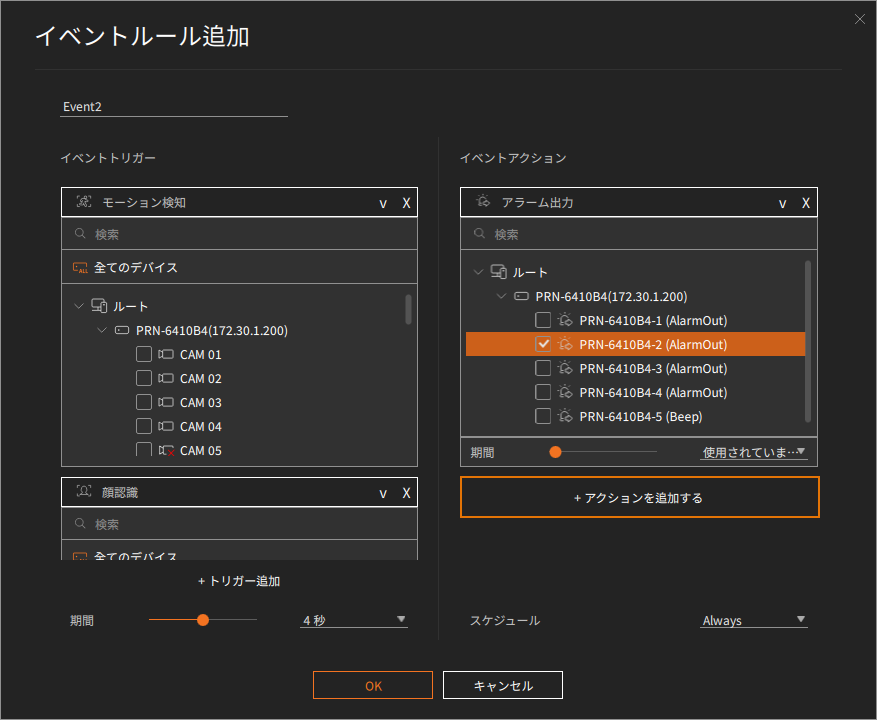 イベントルール追加
Event2
イベントトリガー
モーション検知 v X
検索
ALL 全てのデバイス
ルート
PRN-6410B4(172.30.1.200)
CAM 01
CAM 02
CAM 03
CAM 04
CAM 05
顔認識 v X
検索
全てのデバイス
+ トリガー追加
期間 4 秒
イベントアクション
アラーム出力 v X
検索
ルート
PRN-6410B4(172.30.1.200)
PRN-6410B4-1 (AlarmOut)
PRN-6410B4-2 (AlarmOut)
PRN-6410B4-3 (AlarmOut)
PRN-6410B4-4 (AlarmOut)
PRN-6410B4-5 (Beep)
期間 使用されていま…
+ アクションを追加する
スケジュール Always
OK キャンセル